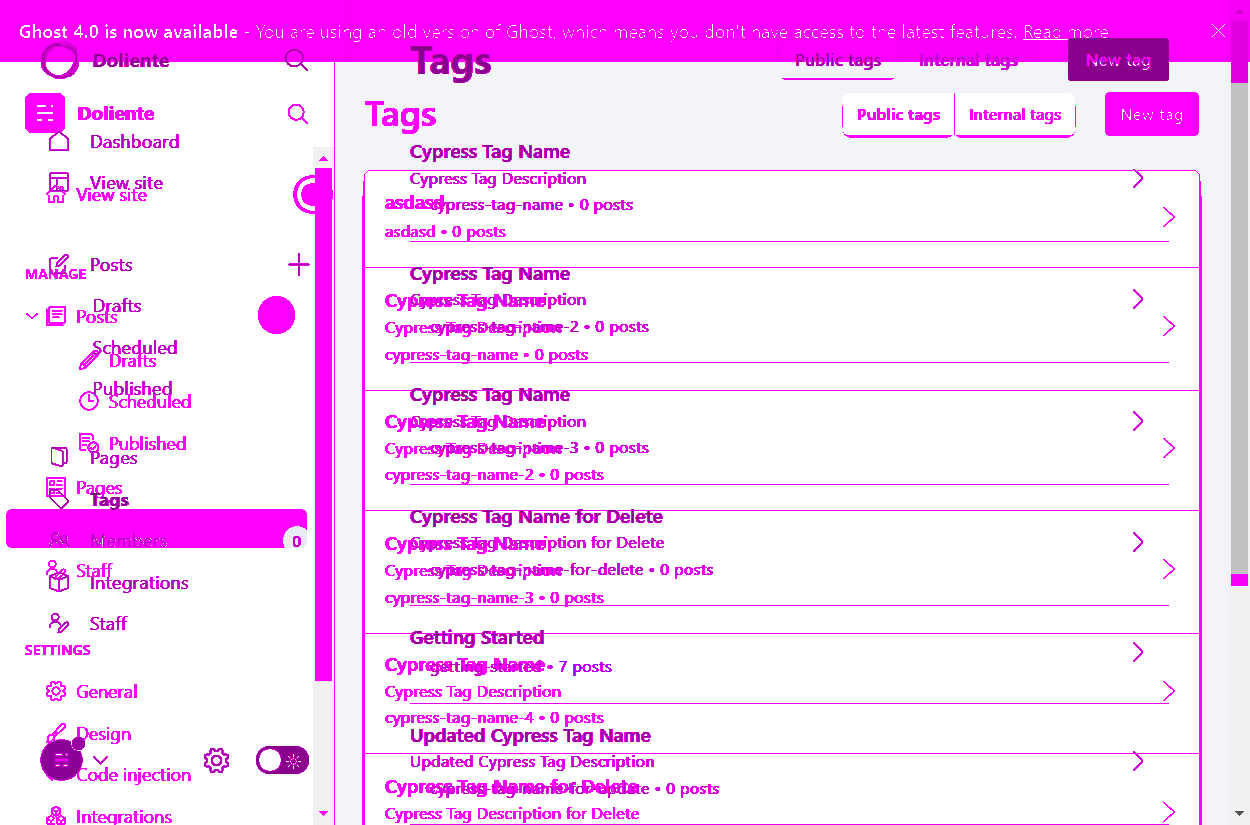 Ghost 4.0 is now available - You are using an old version of Ghost, which means you don't have access to the latest features. Read more
Doliente
Tags
Public tags
Internal tags
New tag
Doliente
Tags
Public tags
Internal tags
New tag
Dashboard
View site
View site
Posts
MANAGE
Drafts
Posts
Scheduled
Drafts
Published
Scheduled
Published
Pages
Pages
Tags
Members
0
Staff
Integrations
Staff
SETTINGS
General
Design
Code injection
Integrations
Cypress Tag Name
Cypress Tag Description
asdasd
cypress-tag-name • 0 posts
asdasd • 0 posts
Cypress Tag Name
Cypress Tag Description
Cypress Tag Name
cypress-tag-name-2 • 0 posts
Cypress Tag Description
cypress-tag-name • 0 posts
Cypress Tag Name
Cypress Tag Description
Cypress Tag Name
cypress-tag-name-3 • 0 posts
Cypress Tag Description
cypress-tag-name-2 • 0 posts
Cypress Tag Name for Delete
Cypress Tag Description for Delete
Cypress Tag Name
cypress-tag-name-for-delete • 0 posts
Cypress Tag Description
cypress-tag-name-3 • 0 posts
Getting Started
getting-started • 7 posts
Cypress Tag Name
Cypress Tag Description
cypress-tag-name-4 • 0 posts
Updated Cypress Tag Name
Updated Cypress Tag Description
cypress-tag-name-for-update • 0 posts
Cypress Tag Name for Delete
Cypress Tag Description for Delete